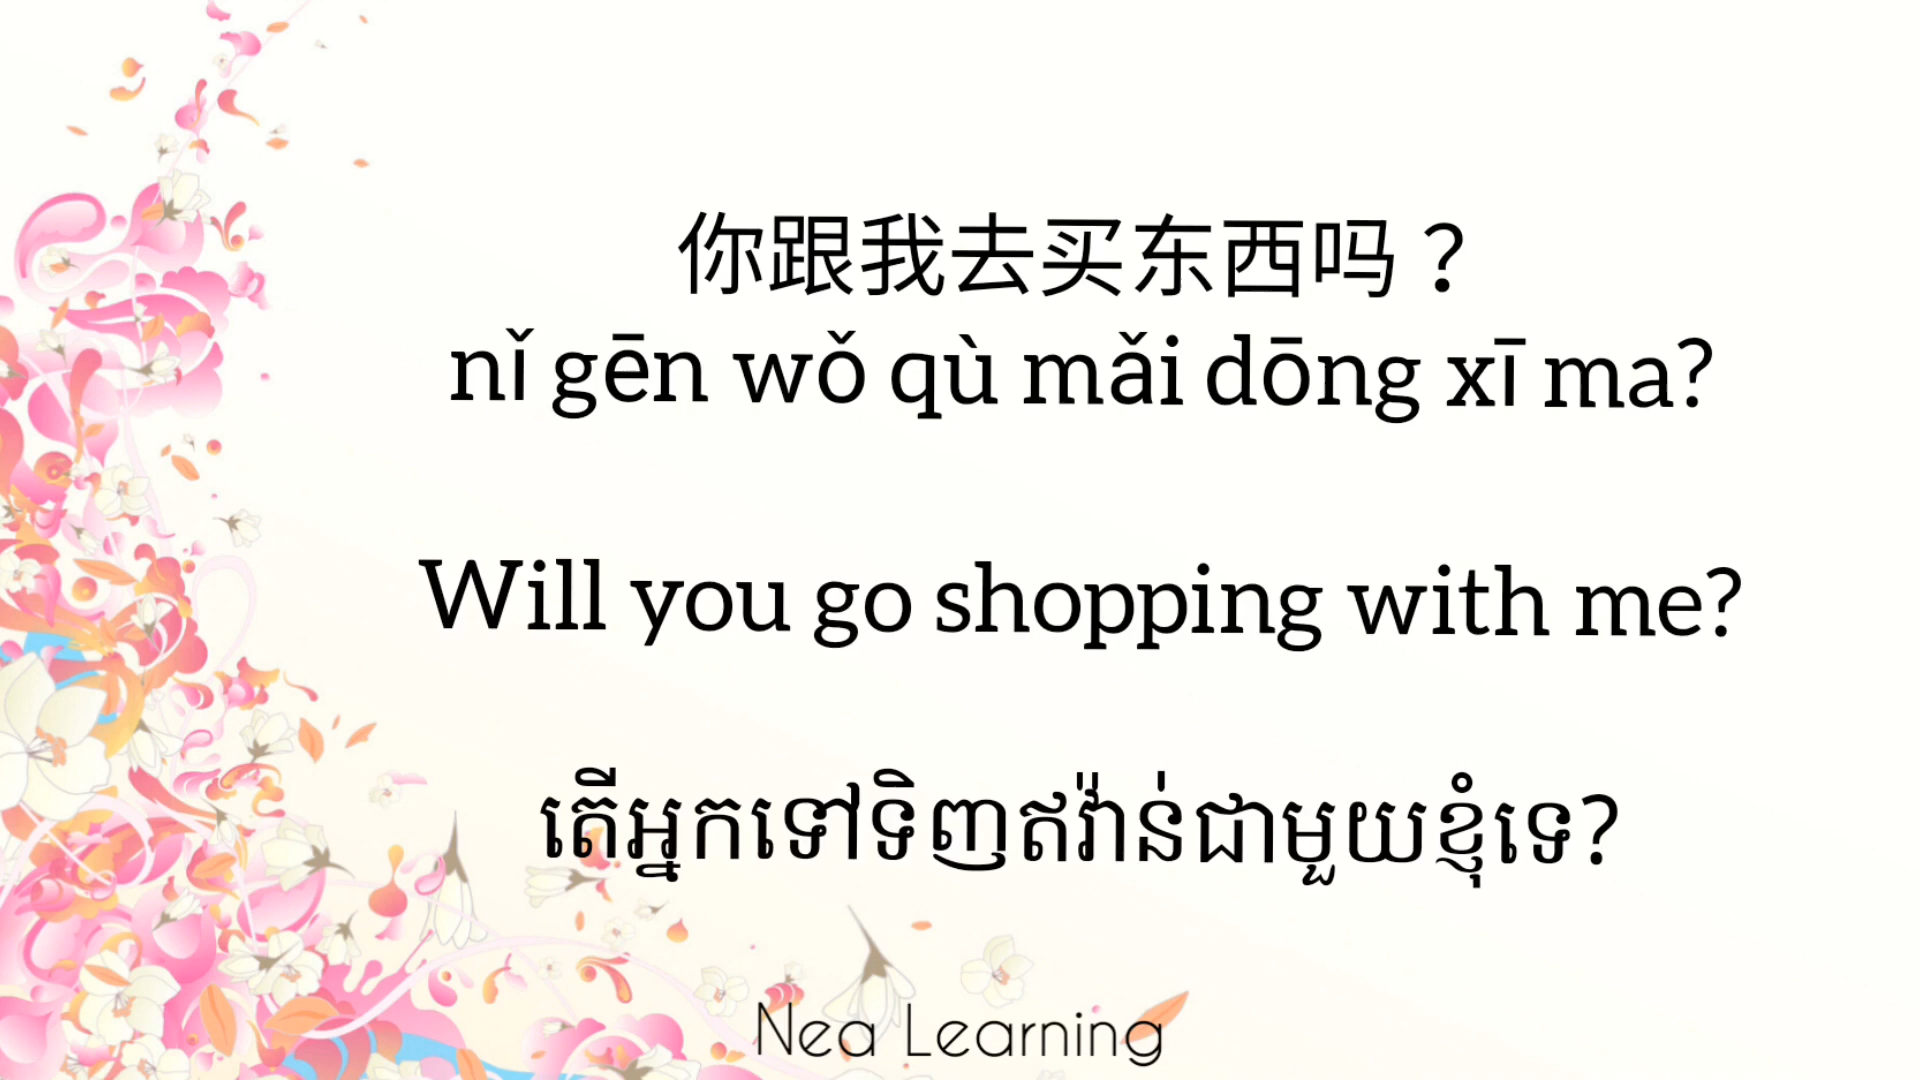 你跟我去买东西吗？
nǐ gēn wǒ qù mǎi dōng xī ma?
Will you go shopping with me?
តើអ្នកទៅទិញឥវ៉ាន់ជាមួយខ្ញុំទេ?
Nea Learning